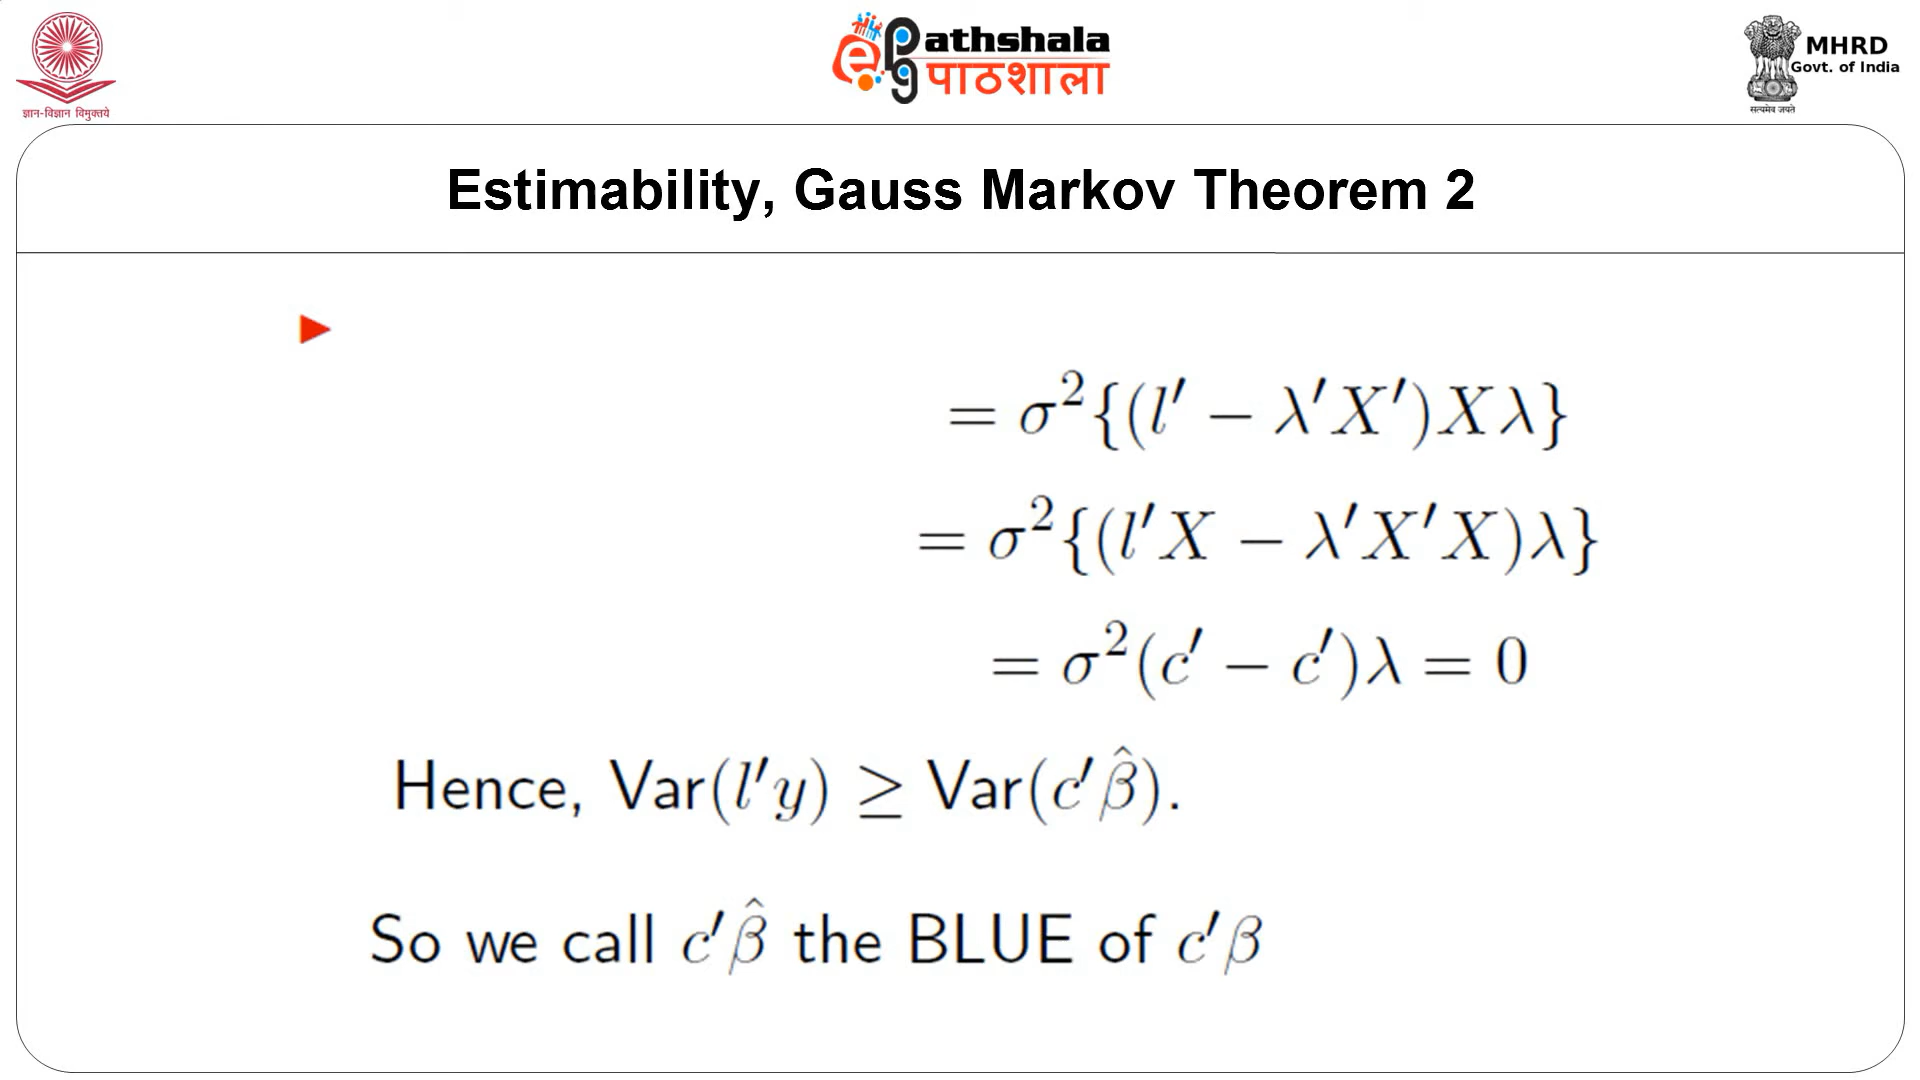 ज्ञान-विज्ञान विमुक्तये
ePGpathshala
पाठशाला
MHRD
Govt. of India
सत्यमेव जयते
Estimability, Gauss Markov Theorem 2
= σ²{(l′ − λ′X′)Xλ}
= σ²{(l′X − λ′X′X)λ}
= σ²(c′ − c′)λ = 0
Hence, Var(l′y) ≥ Var(c′β̂).
So we call c′β̂ the BLUE of c′β